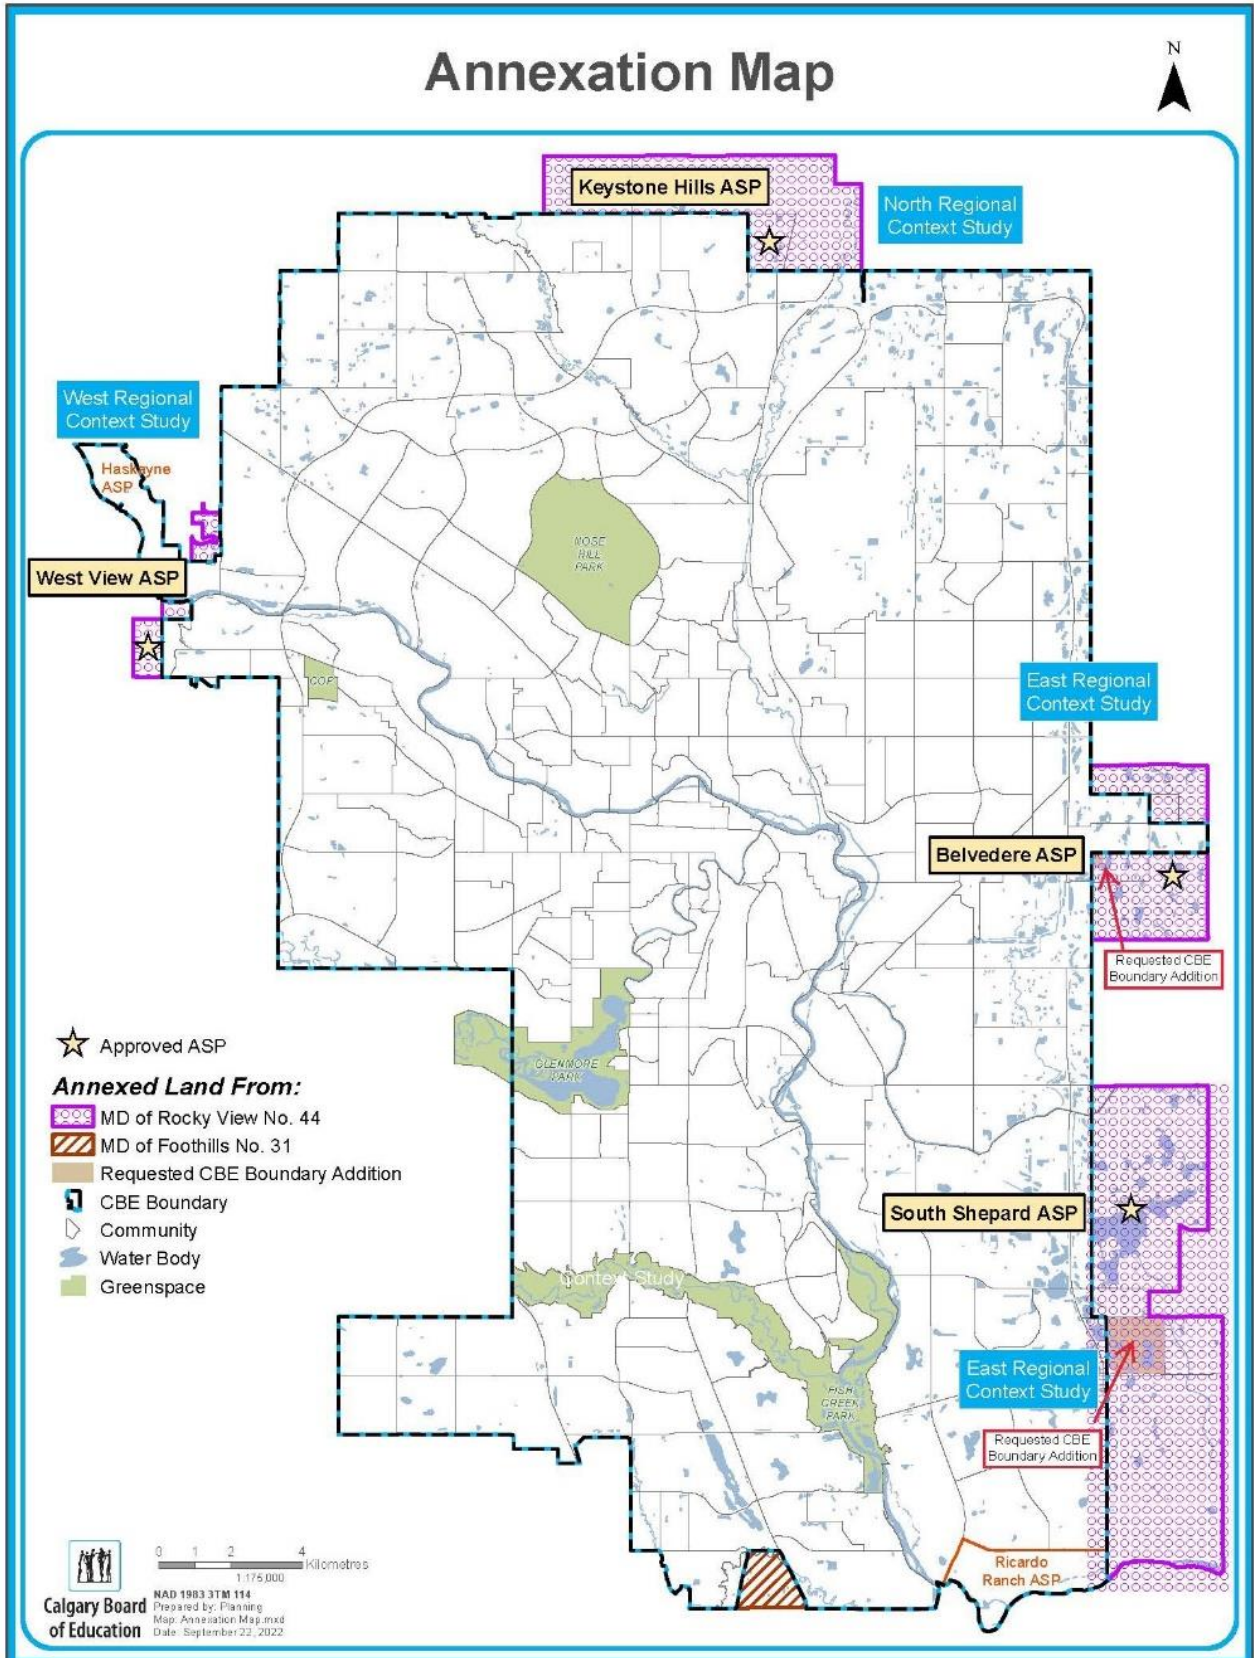 Annexation Map
N
Keystone Hills ASP
North Regional
Context Study
West Regional
Context Study
Haskayne
ASP
NOSE
HILL
PARK
West View ASP
COP
East Regional
Context Study
Belvedere ASP
Requested CBE
Boundary Addition
GLENMORE
PARK
Approved ASP
Annexed Land From:
MD of Rocky View No. 44
MD of Foothills No. 31
Requested CBE Boundary Addition
CBE Boundary
Community
Water Body
Greenspace
South Shepard ASP
Context Study
East Regional
Context Study
FISH
CREEK
PARK
Requested CBE
Boundary Addition
Ricardo
Ranch ASP
0 1 2 4
Kilometres
1:175,000
Calgary Board
of Education
NAD 1983 3TM 114
Prepared by: Planning
Map: Annexation Map.mxd
Date: September 22, 2022